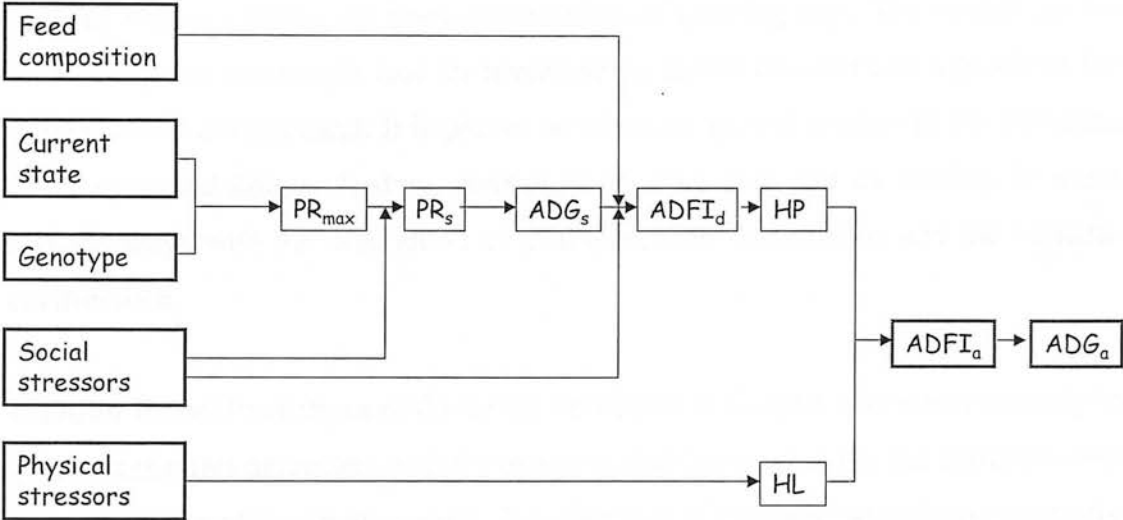 Feed
composition
Current
state
Genotype
PRmax
PRs
ADGs
ADFId
HP
Social
stressors
ADFIa
ADGa
Physical
stressors
HL